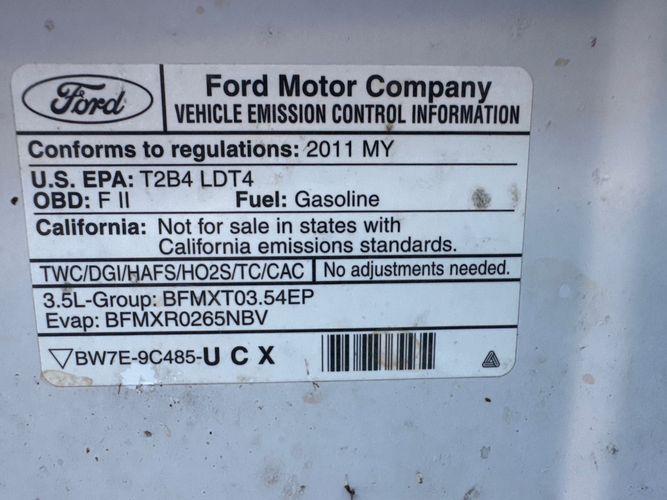 Ford
Ford Motor Company
VEHICLE EMISSION CONTROL INFORMATION
Conforms to regulations: 2011 MY
U.S. EPA: T2B4 LDT4
OBD: F II Fuel: Gasoline
California: Not for sale in states with
California emissions standards.
TWC/DGI/HAFS/HO2S/TC/CAC No adjustments needed.
3.5L-Group: BFMXT03.54EP
Evap: BFMXR0265NBV
BW7E-9C485-U C X